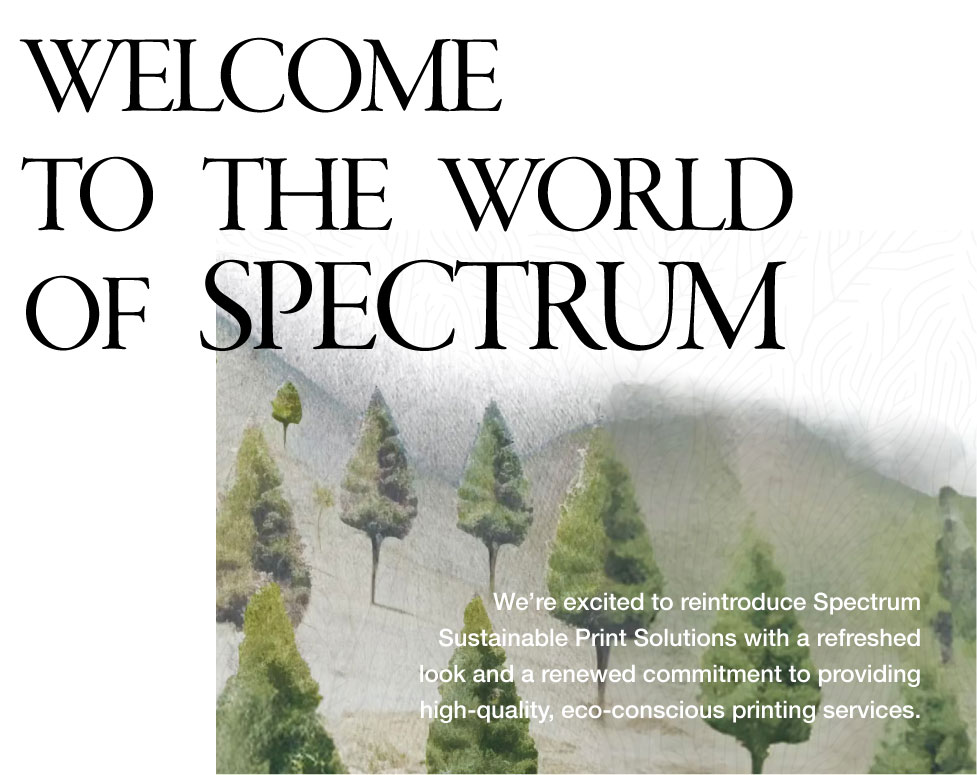 WELCOME
TO THE WORLD
OF SPECTRUM
We’re excited to reintroduce Spectrum
Sustainable Print Solutions with a refreshed
look and a renewed commitment to providing
high-quality, eco-conscious printing services.